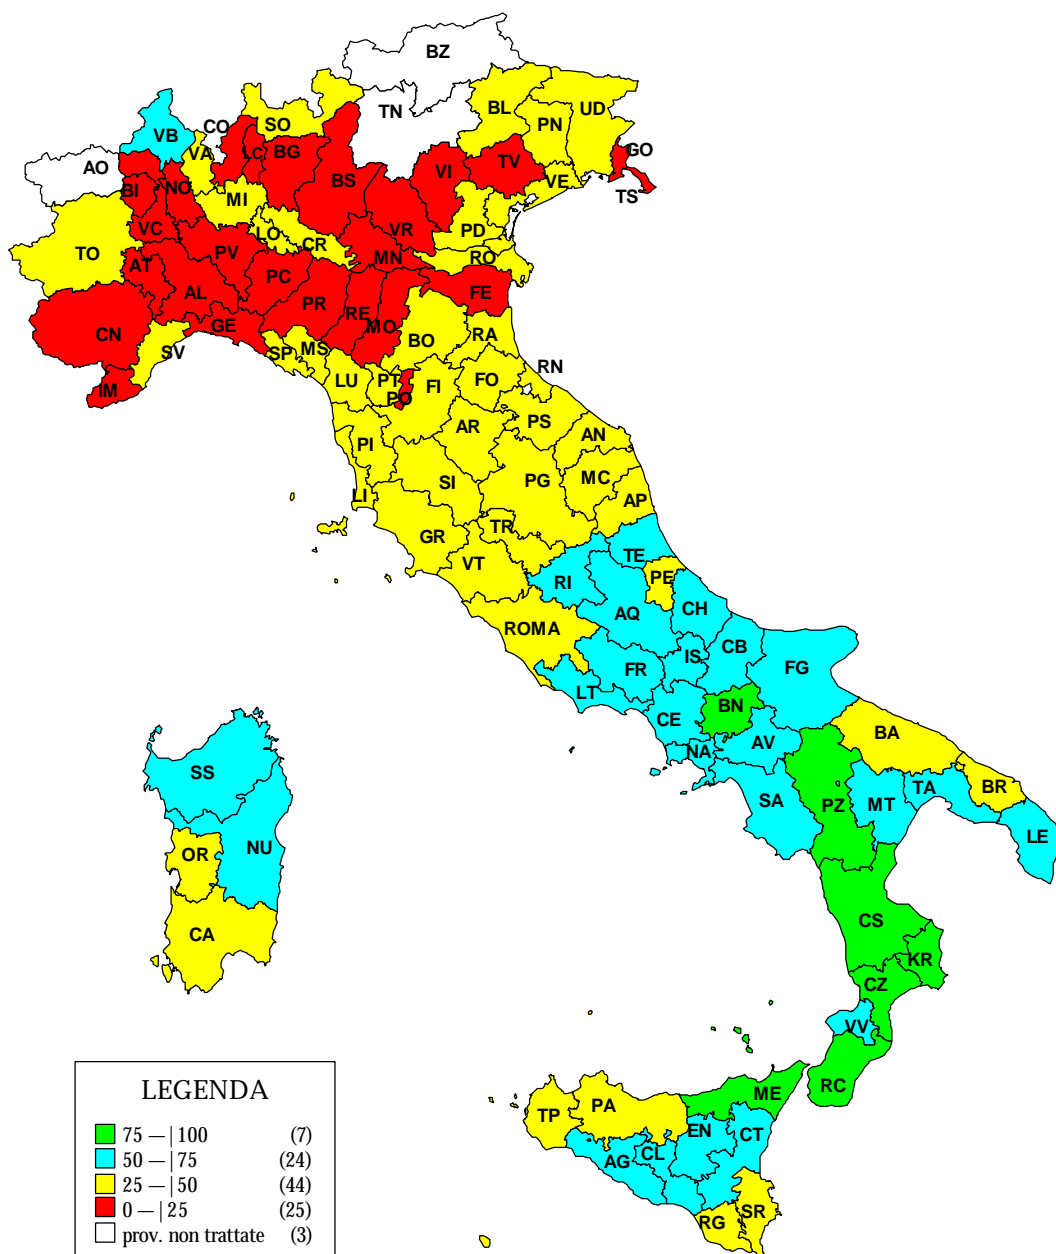 BZ
TN
BL
UD
PN
SO
CO
VB
VA
LC
BG
BS
VI
TV
GO
VE
TS
AO
BI
NO
MI
VR
PD
VC
LO
CR
TO
PV
MN
RO
AT
PC
AL
PR
RE
MO
FE
CN
GE
BO
RA
SV
SP
MS
RN
IM
LU
PT
PO
FI
FO
PS
AR
AN
PI
SI
PG
MC
LI
AP
GR
TR
VT
TE
RI
PE
AQ
CH
ROMA
CB
IS
FR
FG
LT
BN
CE
BA
NA
AV
SS
SA
PZ
MT
TA
BR
LE
OR
NU
CA
CS
KR
CZ
VV
RC
ME
TP
PA
EN
CT
AG
CL
RG
SR
LEGENDA
75 —| 100 (7)
50 —| 75 (24)
25 —| 50 (44)
0 —| 25 (25)
prov. non trattate (3)